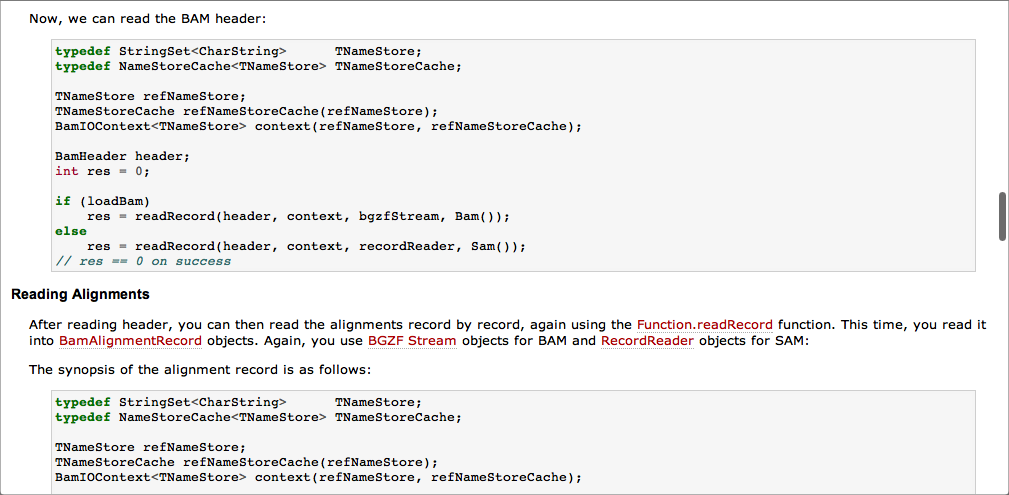 Now, we can read the BAM header:
typedef StringSet<CharString>      TNameStore;
typedef NameStoreCache<TNameStore> TNameStoreCache;
TNameStore refNameStore;
TNameStoreCache refNameStoreCache(refNameStore);
BamIOContext<TNameStore> context(refNameStore, refNameStoreCache);
BamHeader header;
int res = 0;
if (loadBam)
    res = readRecord(header, context, bgzfStream, Bam());
else
    res = readRecord(header, context, recordReader, Sam());
// res == 0 on success
Reading Alignments
After reading header, you can then read the alignments record by record, again using the Function.readRecord function. This time, you read it
into BamAlignmentRecord objects. Again, you use BGZF Stream objects for BAM and RecordReader objects for SAM:
The synopsis of the alignment record is as follows:
typedef StringSet<CharString>      TNameStore;
typedef NameStoreCache<TNameStore> TNameStoreCache;
TNameStore refNameStore;
TNameStoreCache refNameStoreCache(refNameStore);
BamIOContext<TNameStore> context(refNameStore, refNameStoreCache);